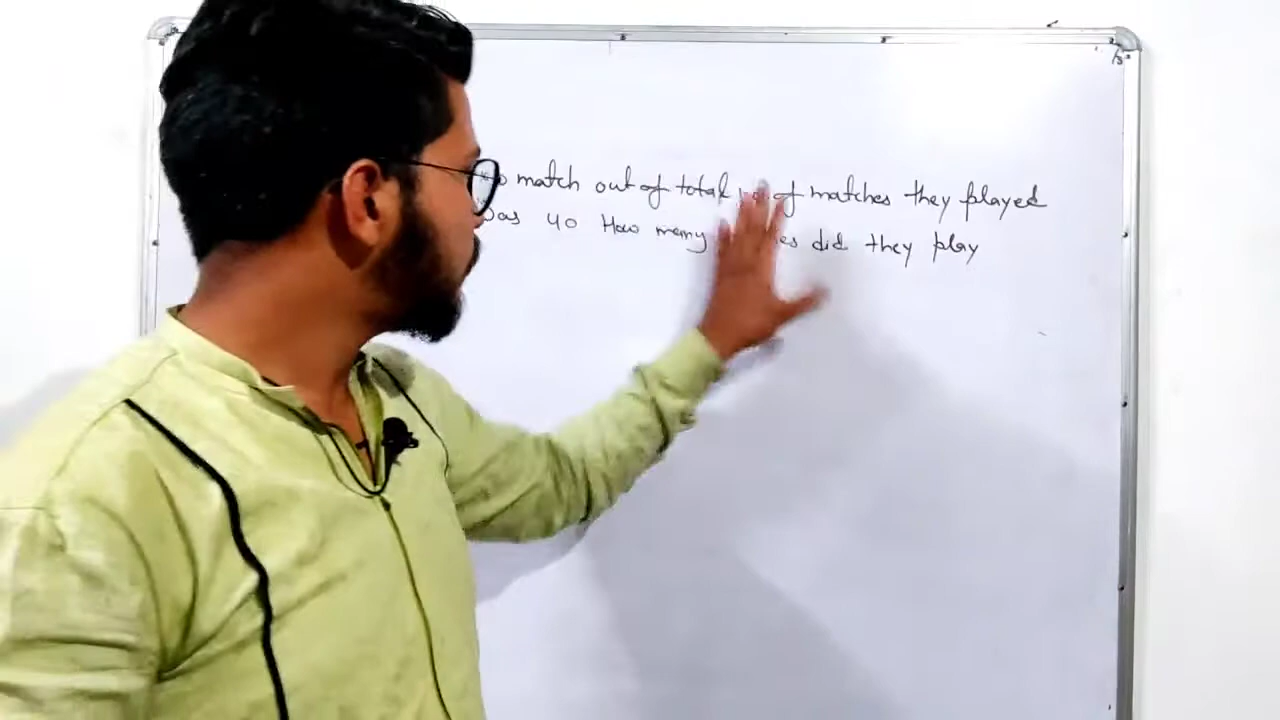 match out of total of matches they played
was 40 How many did they play